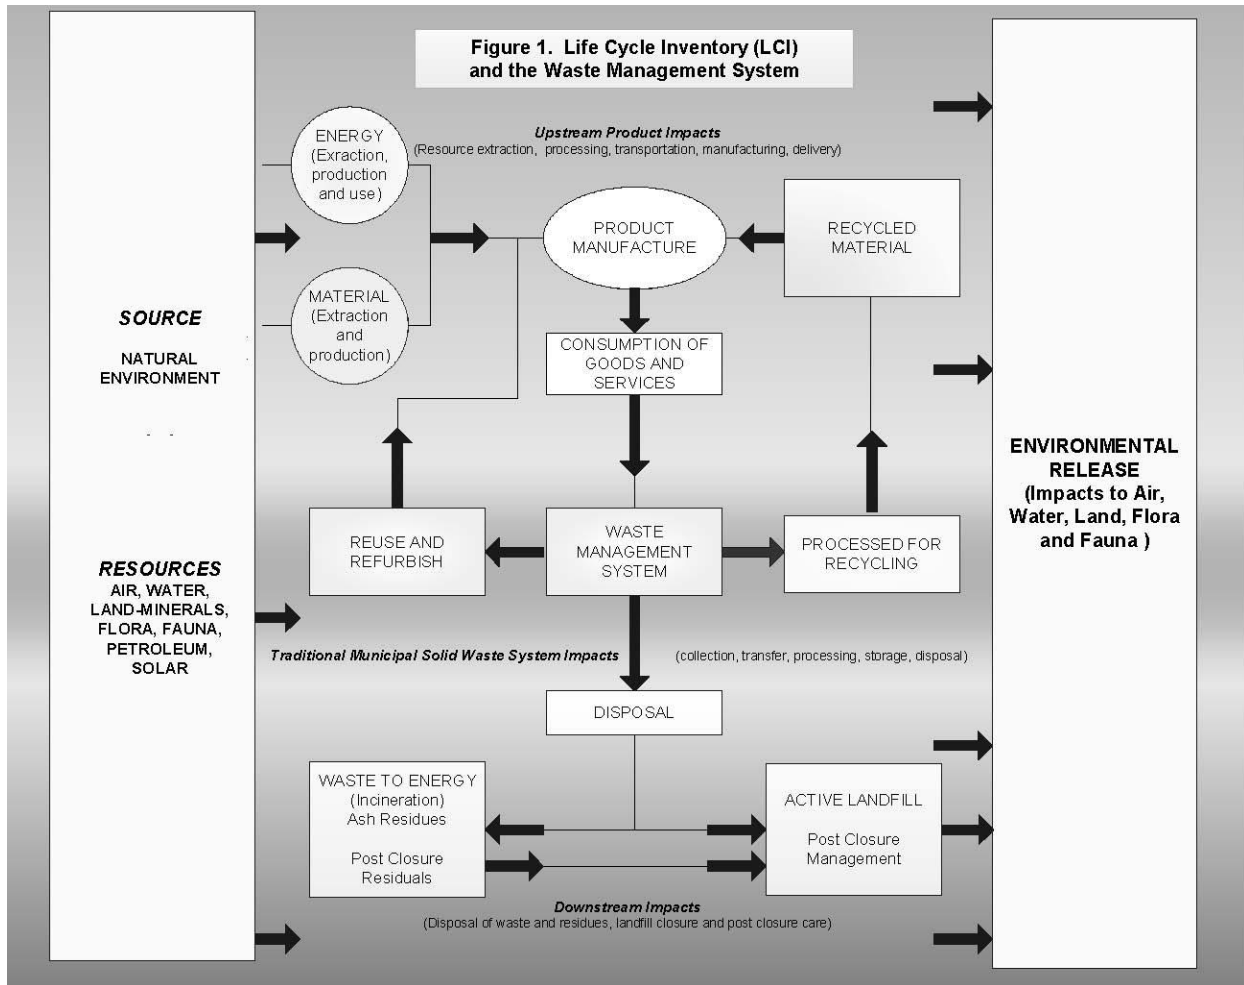 Figure 1. Life Cycle Inventory (LCI)
and the Waste Management System
Upstream Product Impacts
(Resource extraction, processing, transportation, manufacturing, delivery)
ENERGY
(Exraction,
production
and use)
PRODUCT
MANUFACTURE
RECYCLED
MATERIAL
MATERIAL
(Extraction
and
production)
SOURCE
NATURAL
ENVIRONMENT
CONSUMPTION OF
GOODS AND
SERVICES
ENVIRONMENTAL
RELEASE
(Impacts to Air,
Water, Land, Flora
and Fauna )
REUSE AND
REFURBISH
WASTE
MANAGEMENT
SYSTEM
PROCESSED FOR
RECYCLING
RESOURCES
AIR, WATER,
LAND-MINERALS,
FLORA, FAUNA,
PETROLEUM,
SOLAR
Traditional Municipal Solid Waste System Impacts
(collection, transfer, processing, storage, disposal)
DISPOSAL
WASTE TO ENERGY
(Incineration)
Ash Residues
Post Closure
Residuals
ACTIVE LANDFILL
Post Closure
Management
Downstream Impacts
(Disposal of waste and residues, landfill closure and post closure care)